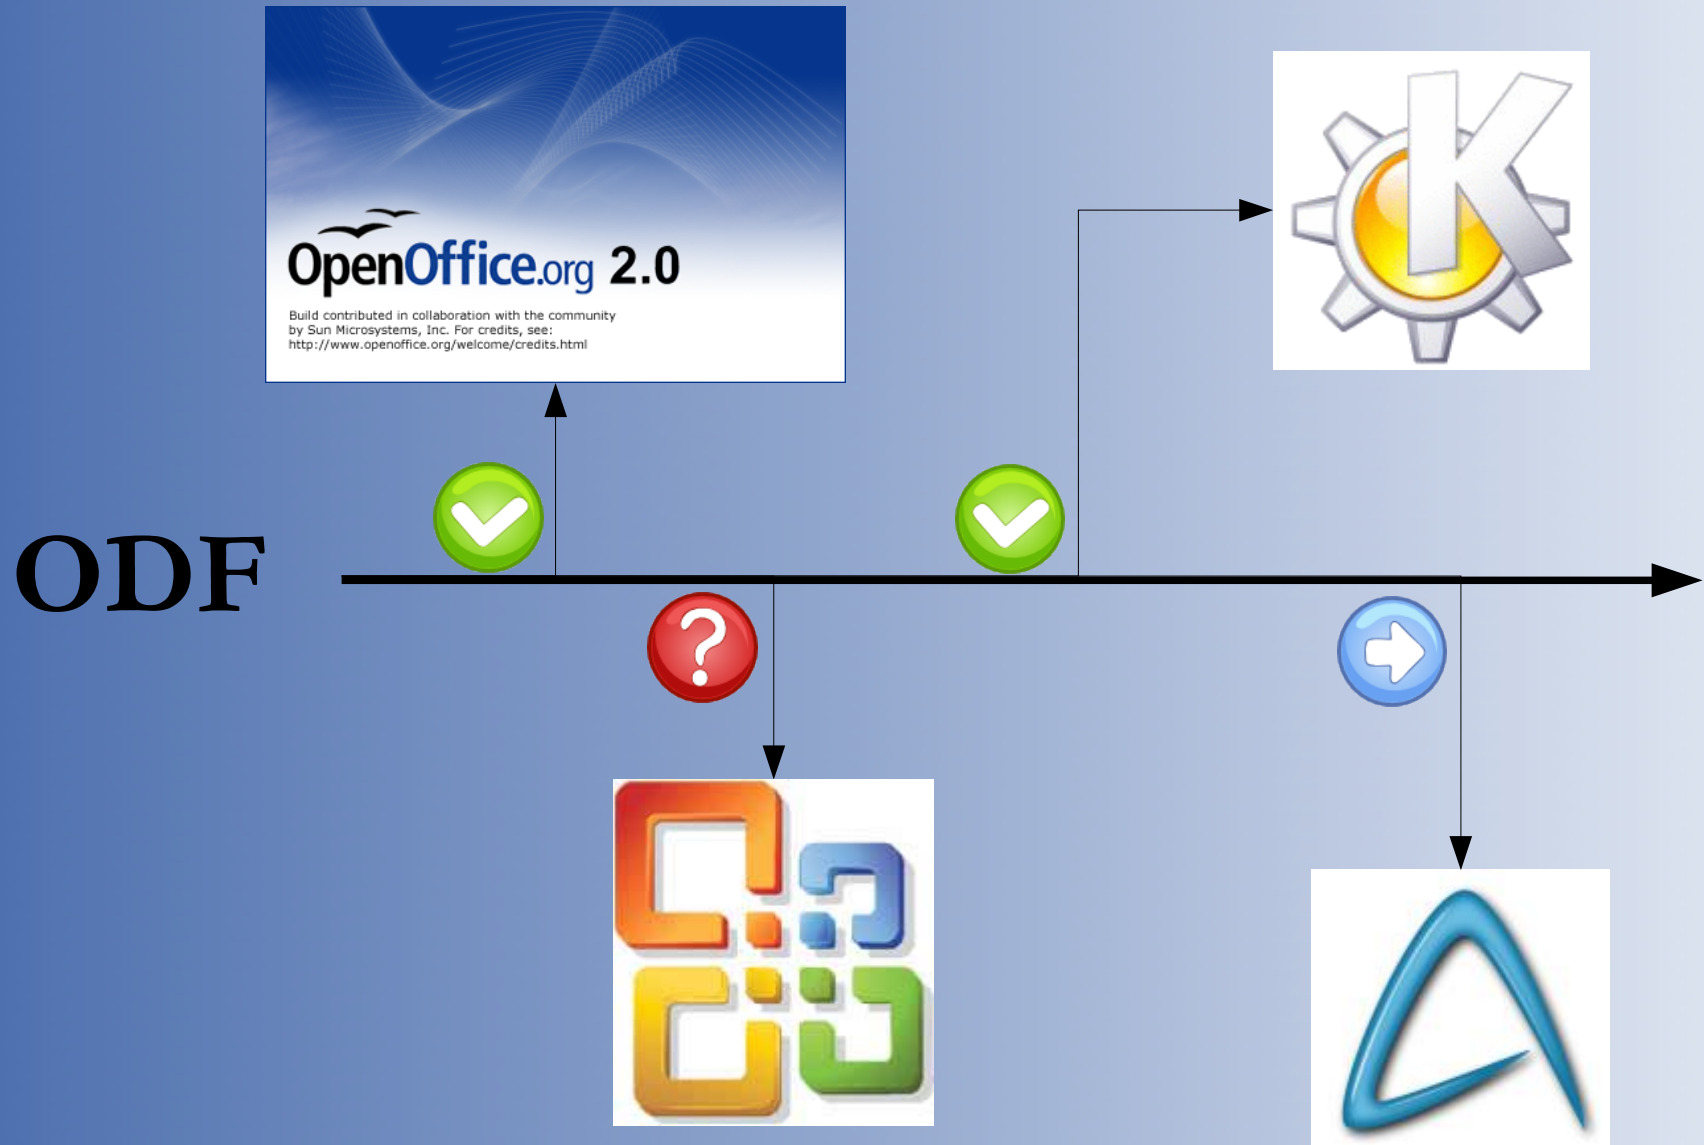 OpenOffice.org 2.0
Build contributed in collaboration with the community
by Sun Microsystems, Inc. For credits, see:
http://www.openoffice.org/welcome/credits.html
K
ODF
?